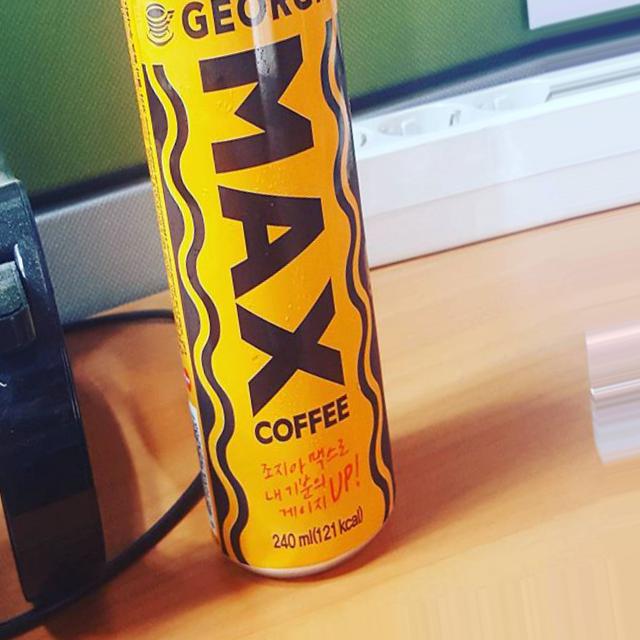 GEORGIA
MAX
COFFEE
조지아 맥스로
내 기분의 UP!
게이지
240 ml(121 kcal)